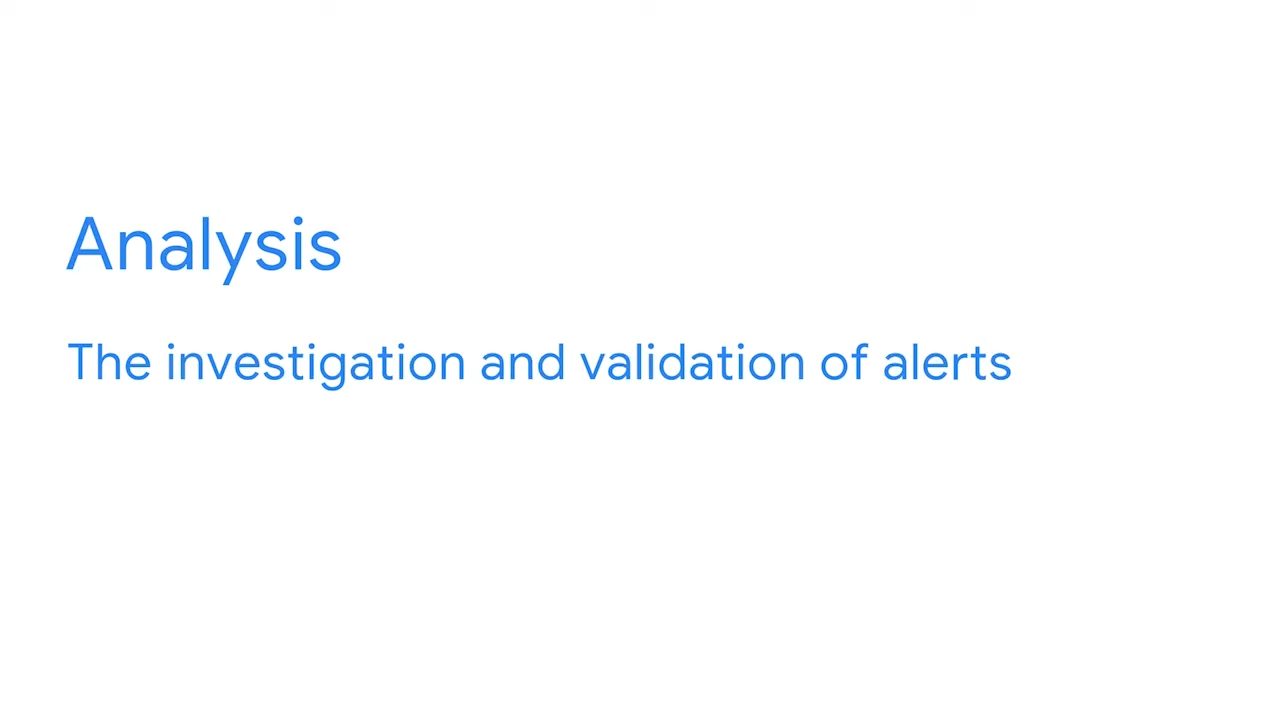 Analysis
The investigation and validation of alerts